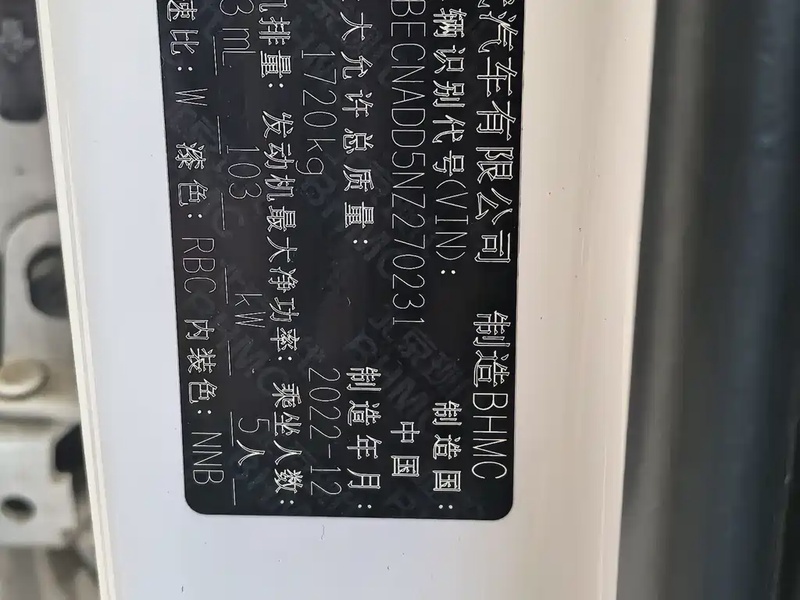 汽车有限公司 制造BHMC
辆识别代号(VIN): 制造国:
BECNADD5NZ270231 中国
大允许总质量: 制造年月:
1720kg 2022-12
机排量: 发动机最大净功率: 乘坐人数:
3mL 103 kW 5人
速比: W 漆色: RBC 内装色: NNB